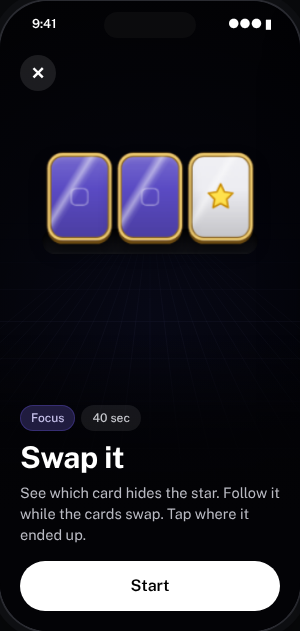 9:41
Focus
40 sec
Swap it
See which card hides the star. Follow it
while the cards swap. Tap where it
ended up.
Start